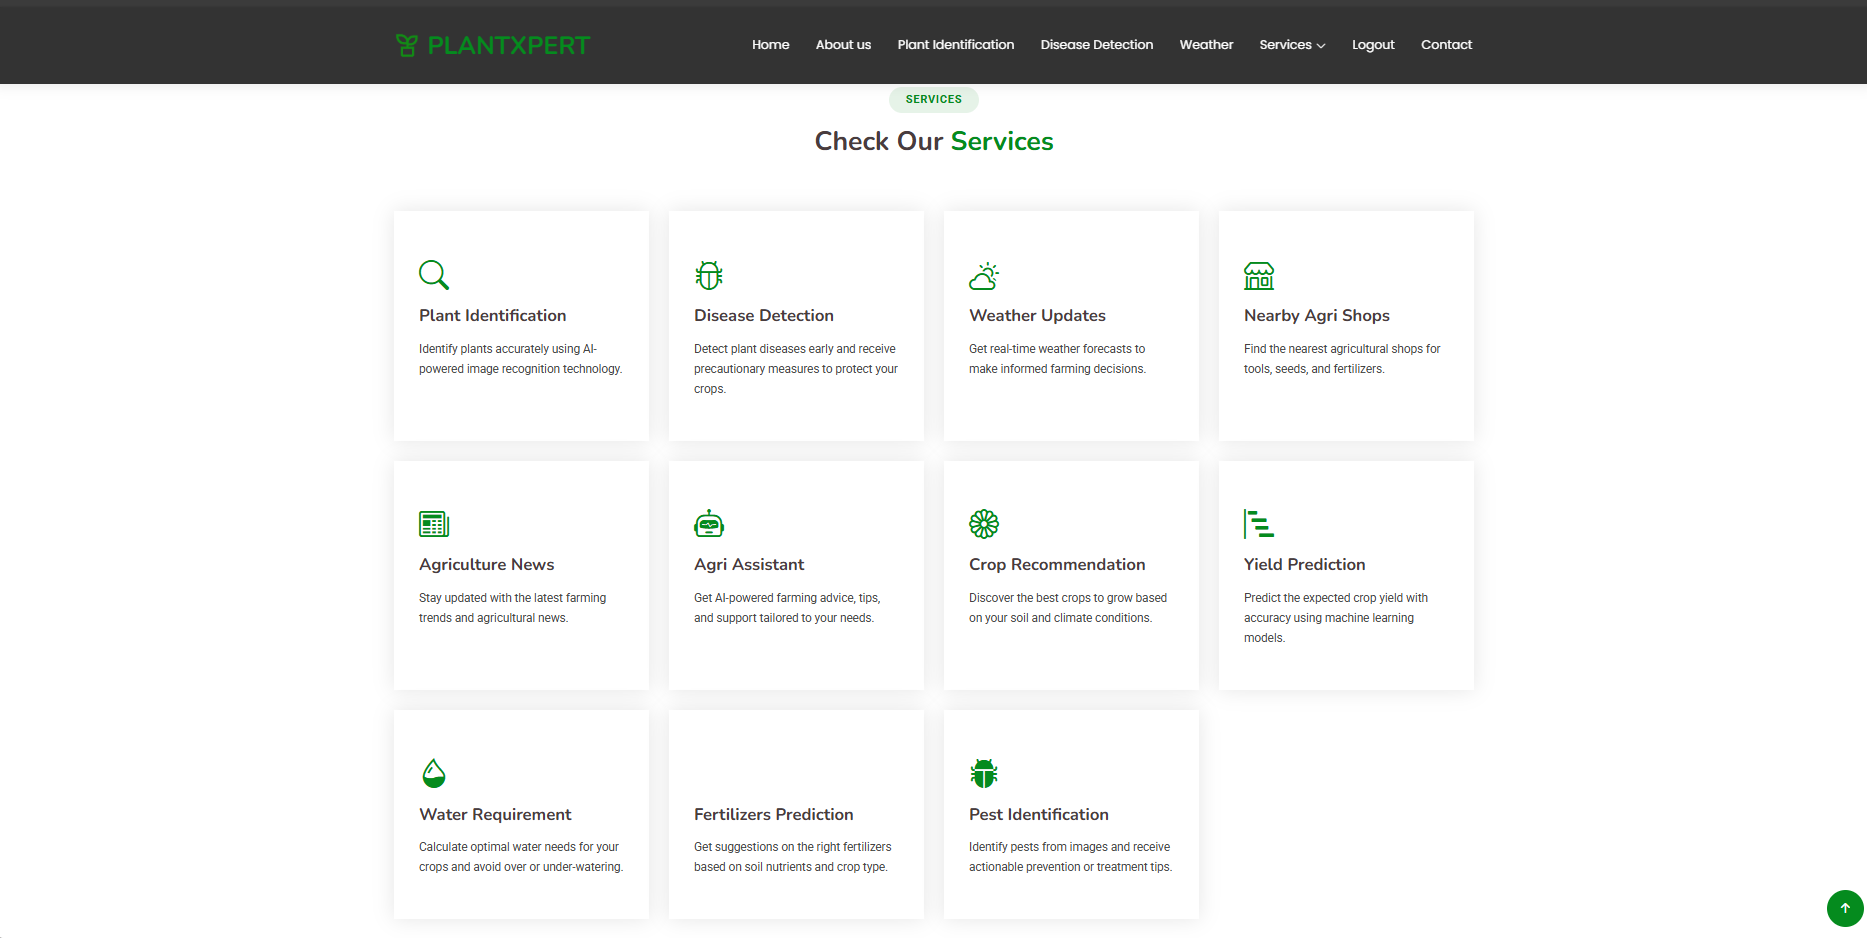 PLANTXPERT
Home About us Plant Identification Disease Detection Weather Services Logout Contact
SERVICES
Check Our Services
Plant Identification
Identify plants accurately using AI-
powered image recognition technology.
Disease Detection
Detect plant diseases early and receive
precautionary measures to protect your
crops.
Weather Updates
Get real-time weather forecasts to
make informed farming decisions.
Nearby Agri Shops
Find the nearest agricultural shops for
tools, seeds, and fertilizers.
Agriculture News
Stay updated with the latest farming
trends and agricultural news.
Agri Assistant
Get AI-powered farming advice, tips,
and support tailored to your needs.
Crop Recommendation
Discover the best crops to grow based
on your soil and climate conditions.
Yield Prediction
Predict the expected crop yield with
accuracy using machine learning
models.
Water Requirement
Calculate optimal water needs for your
crops and avoid over or under-watering.
Fertilizers Prediction
Get suggestions on the right fertilizers
based on soil nutrients and crop type.
Pest Identification
Identify pests from images and receive
actionable prevention or treatment tips.